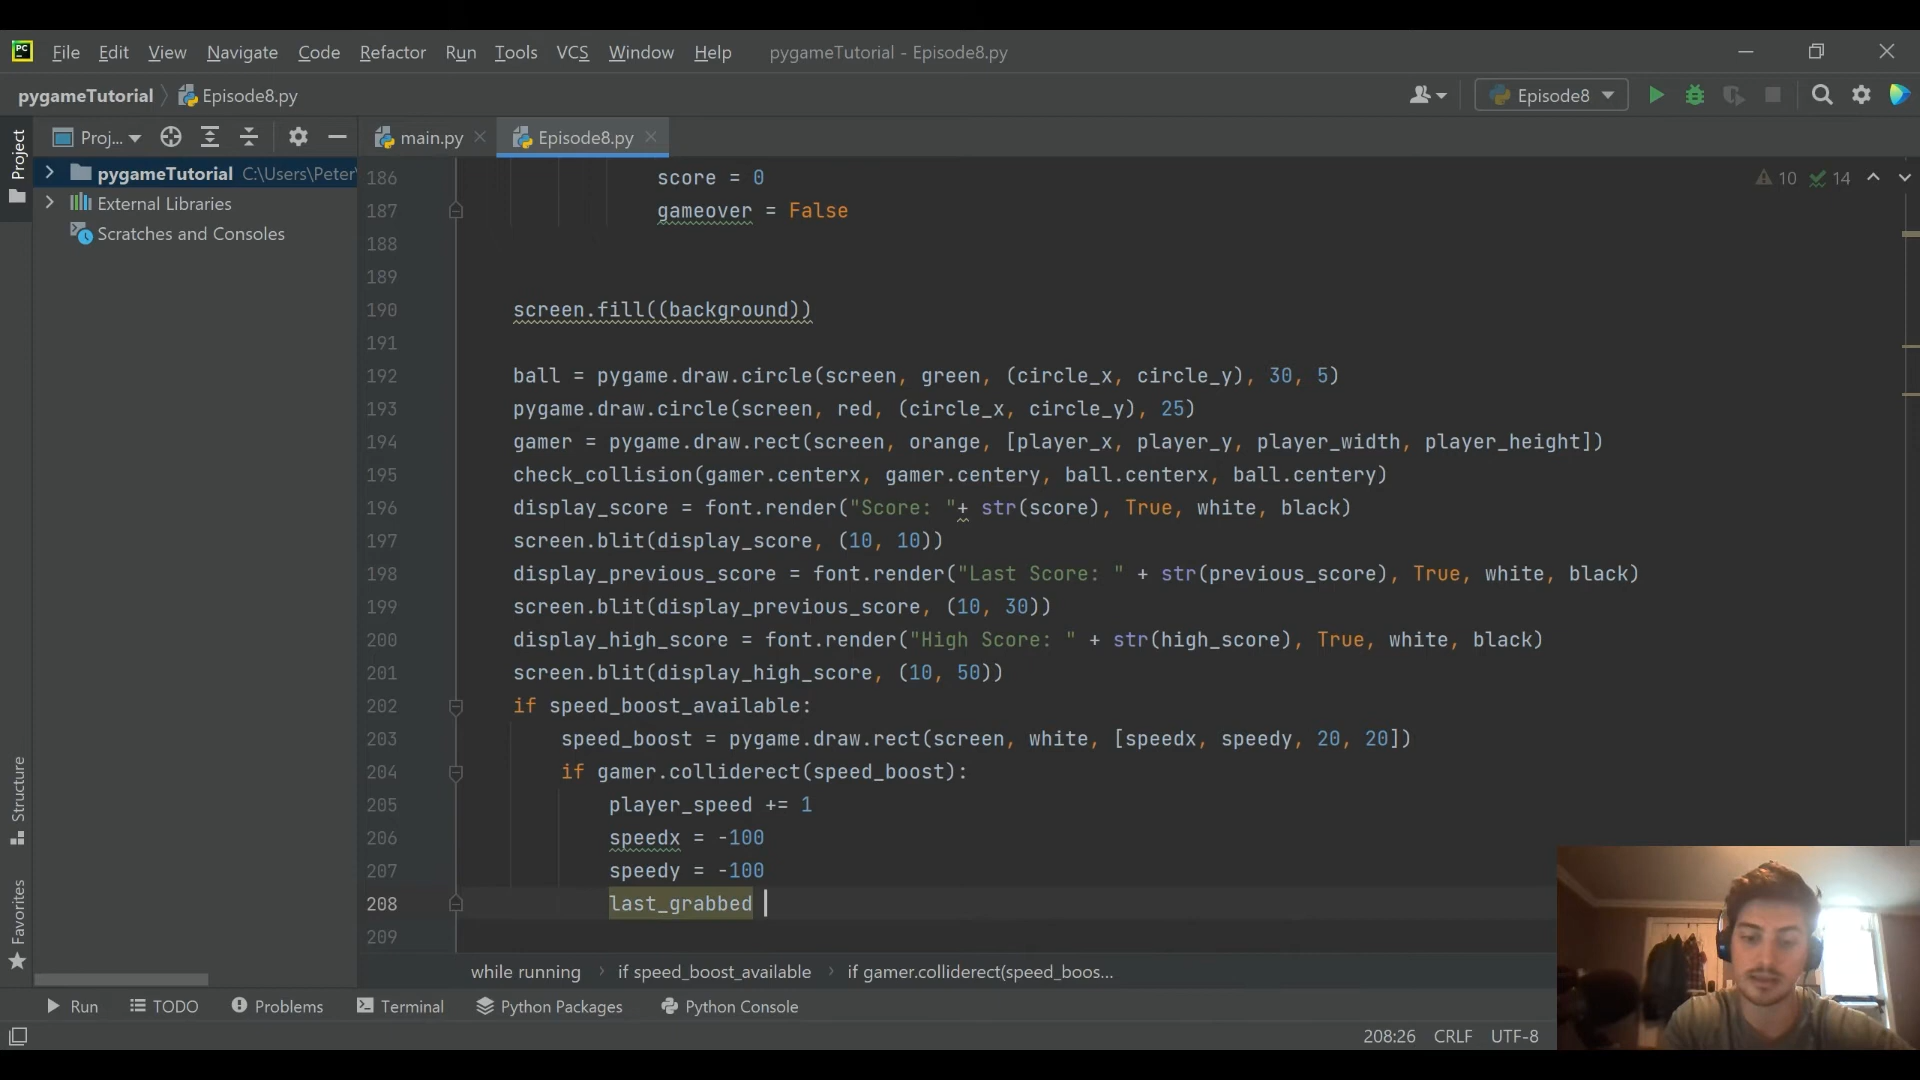 PC File Edit View Navigate Code Refactor Run Tools VCS Window Help pygameTutorial - Episode8.py
pygameTutorial Episode8.py Episode8
Project
Proj... main.py Episode8.py
pygameTutorial C:\Users\Peter\
External Libraries
Scratches and Consoles
10 14
186 score = 0
187 gameover = False
188
189
190 screen.fill((background))
191
192 ball = pygame.draw.circle(screen, green, (circle_x, circle_y), 30, 5)
193 pygame.draw.circle(screen, red, (circle_x, circle_y), 25)
194 gamer = pygame.draw.rect(screen, orange, [player_x, player_y, player_width, player_height])
195 check_collision(gamer.centerx, gamer.centery, ball.centerx, ball.centery)
196 display_score = font.render("Score: "+ str(score), True, white, black)
197 screen.blit(display_score, (10, 10))
198 display_previous_score = font.render("Last Score: " + str(previous_score), True, white, black)
199 screen.blit(display_previous_score, (10, 30))
200 display_high_score = font.render("High Score: " + str(high_score), True, white, black)
201 screen.blit(display_high_score, (10, 50))
202 if speed_boost_available:
203 speed_boost = pygame.draw.rect(screen, white, [speedx, speedy, 20, 20])
204 if gamer.colliderect(speed_boost):
205 player_speed += 1
206 speedx = -100
207 speedy = -100
208 last_grabbed
209
Structure
Favorites
while running if speed_boost_available if gamer.colliderect(speed_boos...
Run TODO Problems Terminal Python Packages Python Console
208:26 CRLF UTF-8